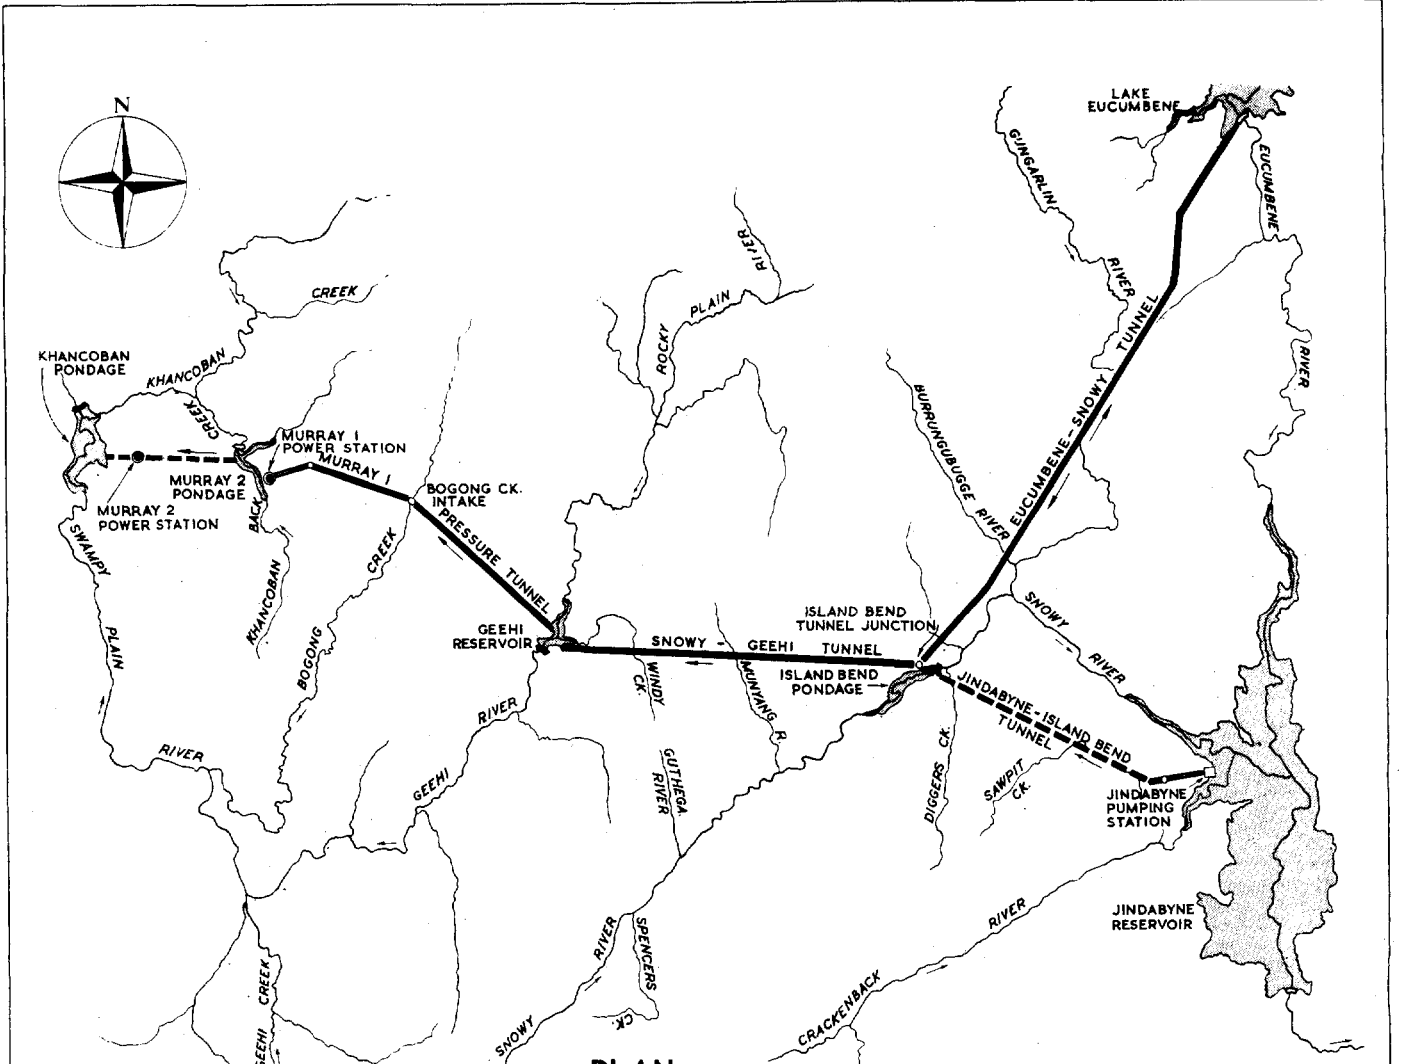 N
LAKE
EUCUMBENE
GUNGARLIN
RIVER
EUCUMBENE
RIVER
RIVER
PLAIN
ROCKY
CREEK
KHANCOBAN
CREEK
KHANCOBAN
PONDAGE
MURRAY 1
POWER STATION
MURRAY 1
PRESSURE TUNNEL
MURRAY 2
PONDAGE
MURRAY 2
POWER STATION
BOGONG CK.
INTAKE
BACK
KHANCOBAN
CREEK
BOGONG
SWAMPY
PLAIN
RIVER
BURRUNGUBUGGE RIVER
EUCUMBENE-SNOWY TUNNEL
ISLAND BEND
TUNNEL JUNCTION
GEEHI
RESERVOIR
SNOWY - GEEHI TUNNEL
ISLAND BEND
PONDAGE
WINDY
CK.
MUNYANG R.
SNOWY
RIVER
JINDABYNE-ISLAND BEND
TUNNEL
DIGGERS CK.
SAWPIT
CK.
JINDABYNE
PUMPING
STATION
RIVER
GEEHI
GUTHEGA
RIVER
JINDABYNE
RESERVOIR
RIVER
CRACKENBACK
RIVER
SNOWY
SPENCERS
CK.
GEEHI CREEK
PLAN